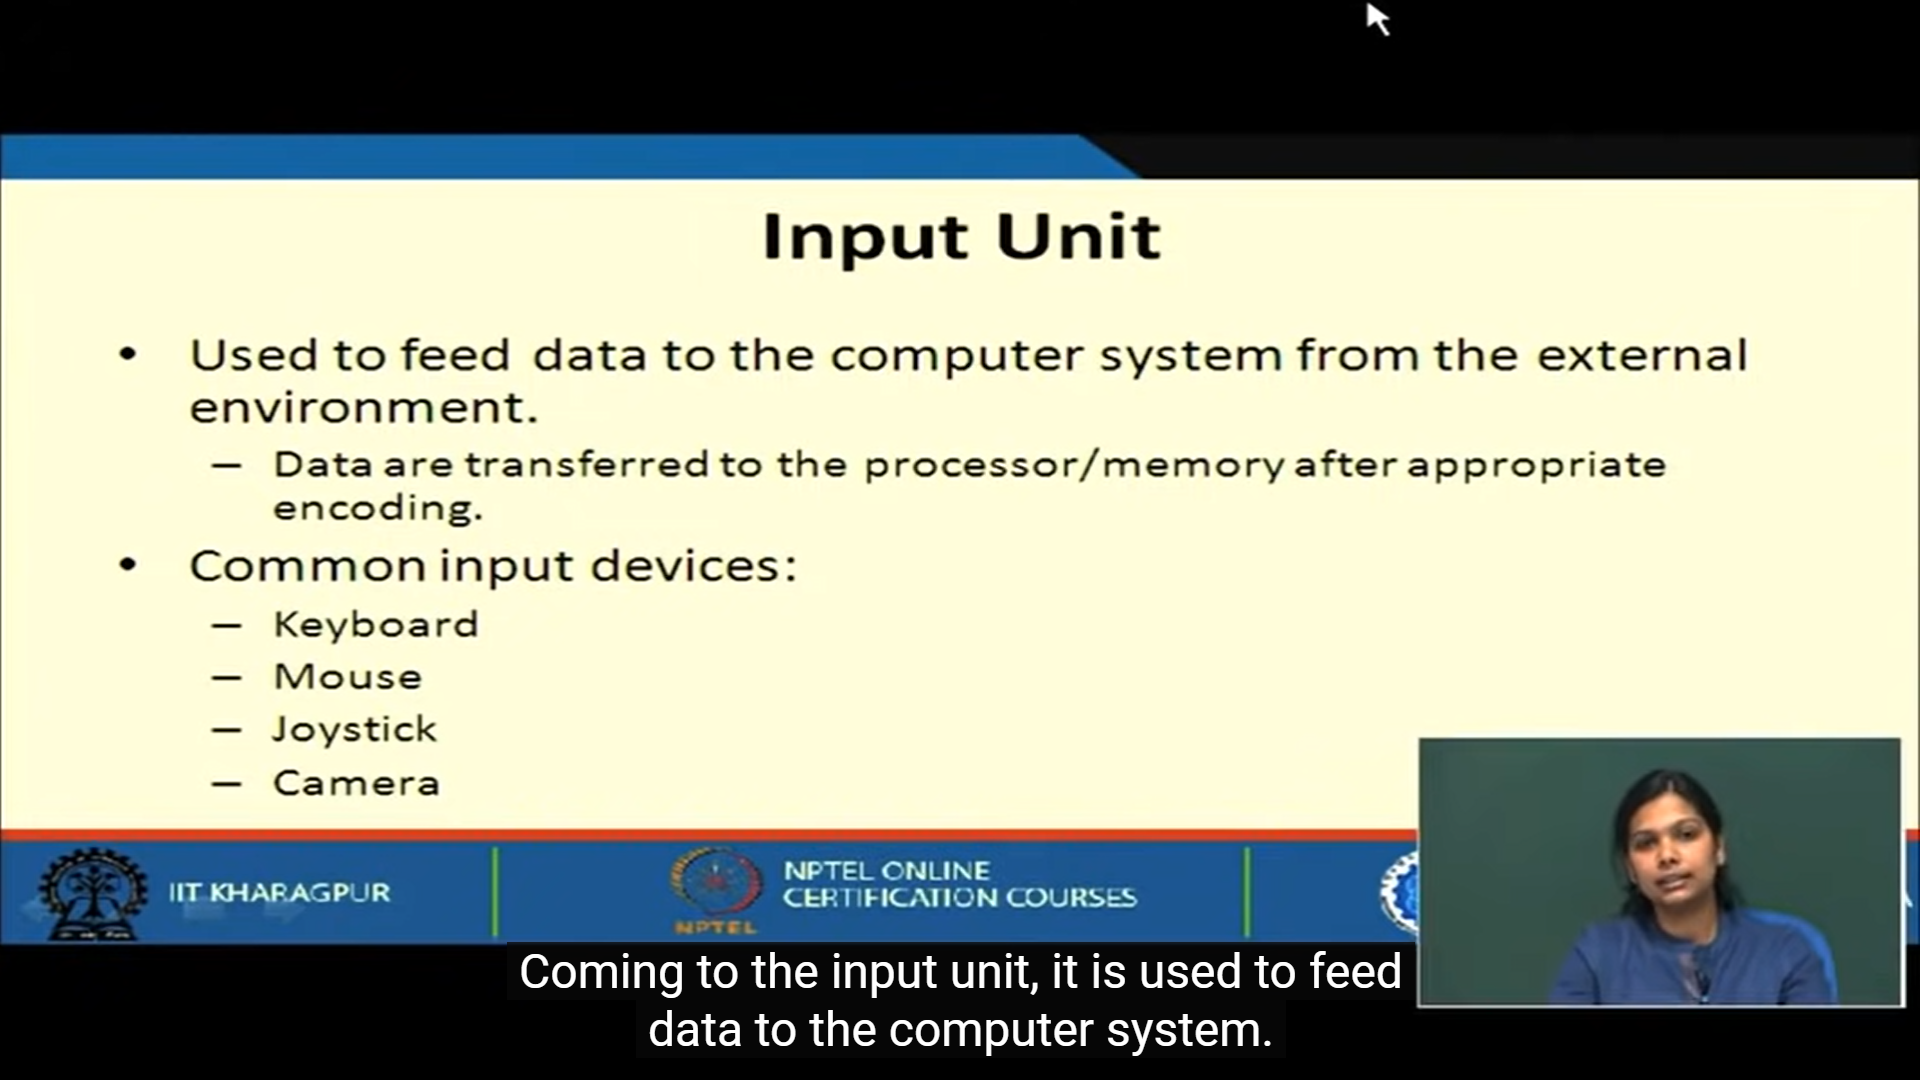 Input Unit
• Used to feed data to the computer system from the external
environment.
– Data are transferred to the processor/memory after appropriate
encoding.
• Common input devices:
– Keyboard
– Mouse
– Joystick
– Camera
IIT KHARAGPUR
NPTEL ONLINE
CERTIFICATION COURSES
NPTEL
Coming to the input unit, it is used to feed
data to the computer system.